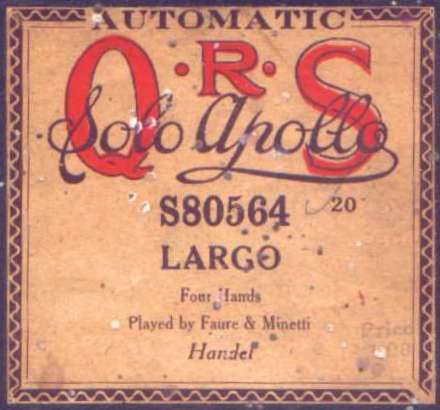 AUTOMATIC
Q·R·S
Solo Apollo
S80564 20
LARGO
Four Hands
Played by Faure & Minetti
Handel
Price